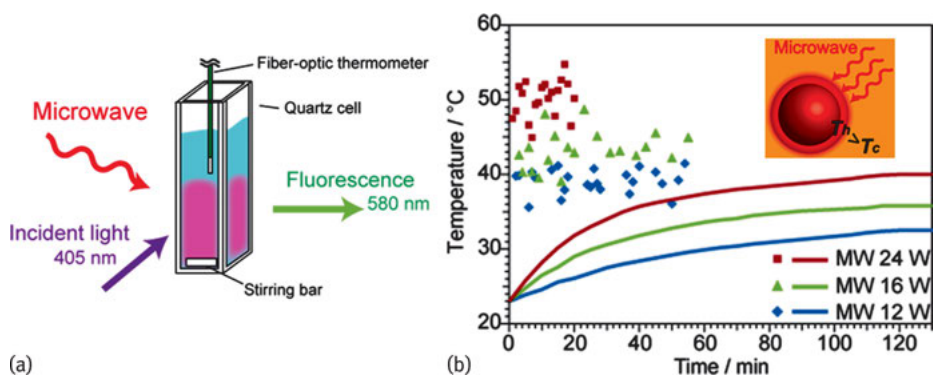 Fiber-optic thermometer
Quartz cell
Microwave
Fluorescence
580 nm
Incident light
405 nm
Stirring bar
(a)
(b)
Temperature / °C
60
50
40
30
20
Microwave
Th > Tc
MW 24 W
MW 16 W
MW 12 W
0 20 40 60 80 100 120
Time / min